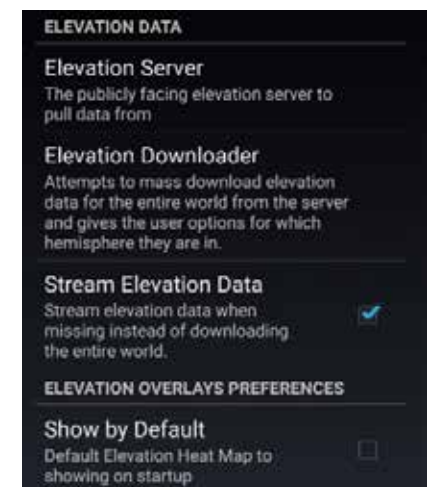 ELEVATION DATA
Elevation Server
The publicly facing elevation server to
pull data from
Elevation Downloader
Attempts to mass download elevation
data for the entire world from the server
and gives the user options for which
hemisphere they are in.
Stream Elevation Data
Stream elevation data when
missing instead of downloading
the entire world.
ELEVATION OVERLAYS PREFERENCES
Show by Default
Default Elevation Heat Map to
showing on startup